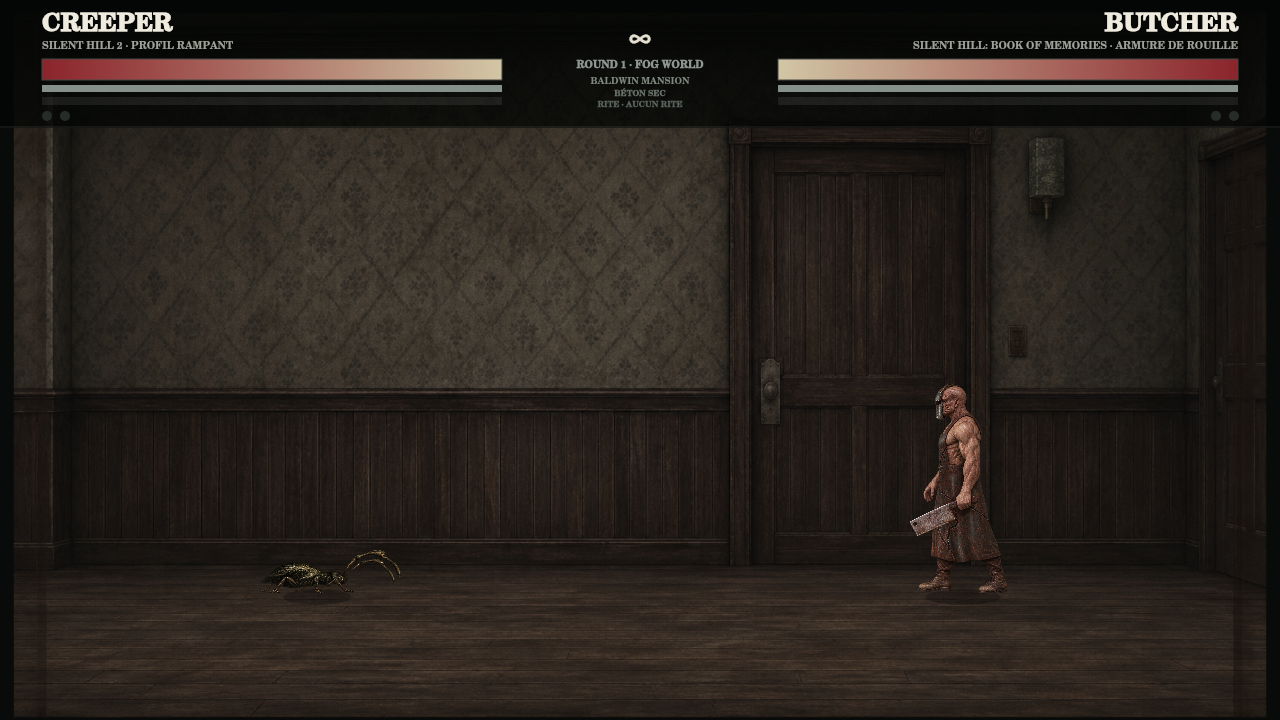 CREEPER
SILENT HILL 2 · PROFIL RAMPANT
∞
ROUND 1 · FOG WORLD
BALDWIN MANSION
BÉTON SEC
RITE · AUCUN RITE
BUTCHER
SILENT HILL: BOOK OF MEMORIES · ARMURE DE ROUILLE